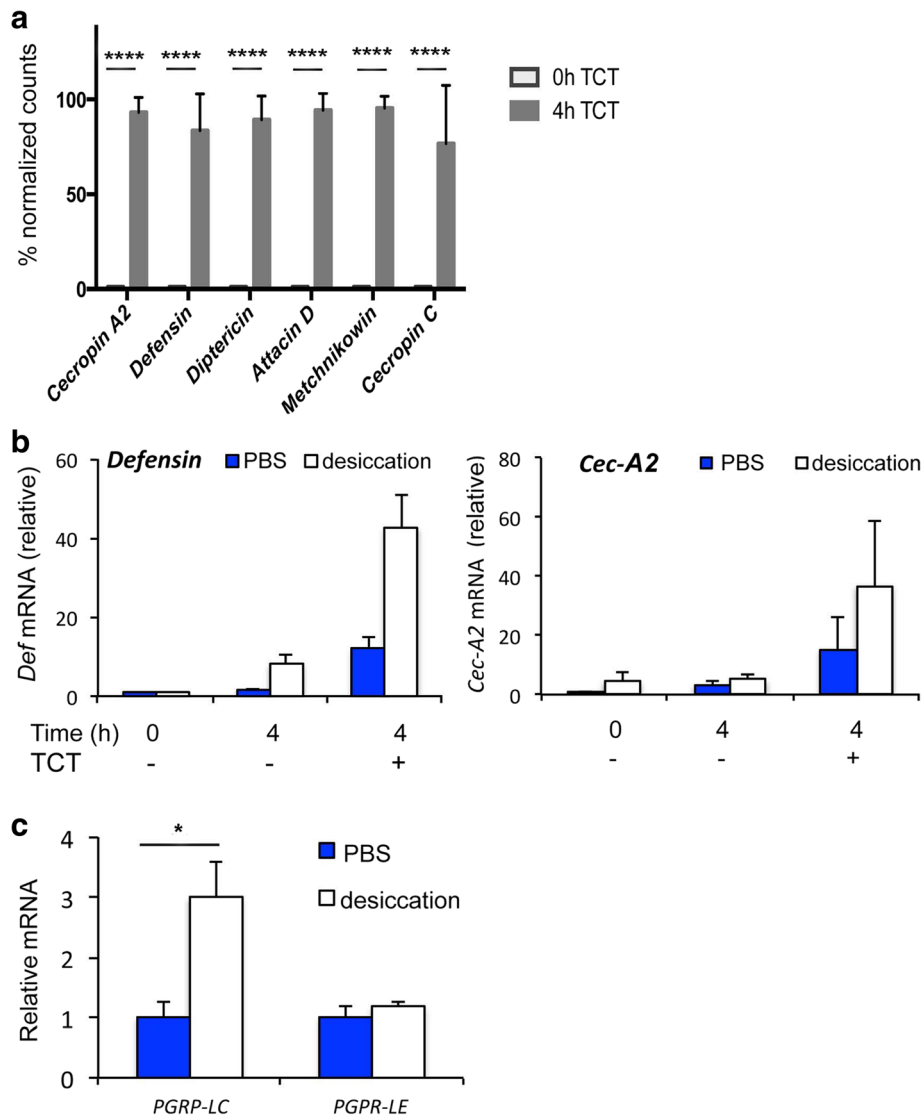 a
**** **** **** **** **** ****
% normalized counts
100
50
0
0h TCT
4h TCT
Cecropin A2
Defensin
Diptericin
Attacin D
Metchnikowin
Cecropin C
b
Defensin PBS desiccation
Def mRNA (relative)
60
40
20
0
Time (h) 0 4 4
TCT - - +
Cec-A2 PBS desiccation
Cec-A2 mRNA (relative)
80
60
40
20
0
0 4 4
- - +
c
*
Relative mRNA
4
3
2
1
0
PBS
desiccation
PGRP-LC PGPR-LE